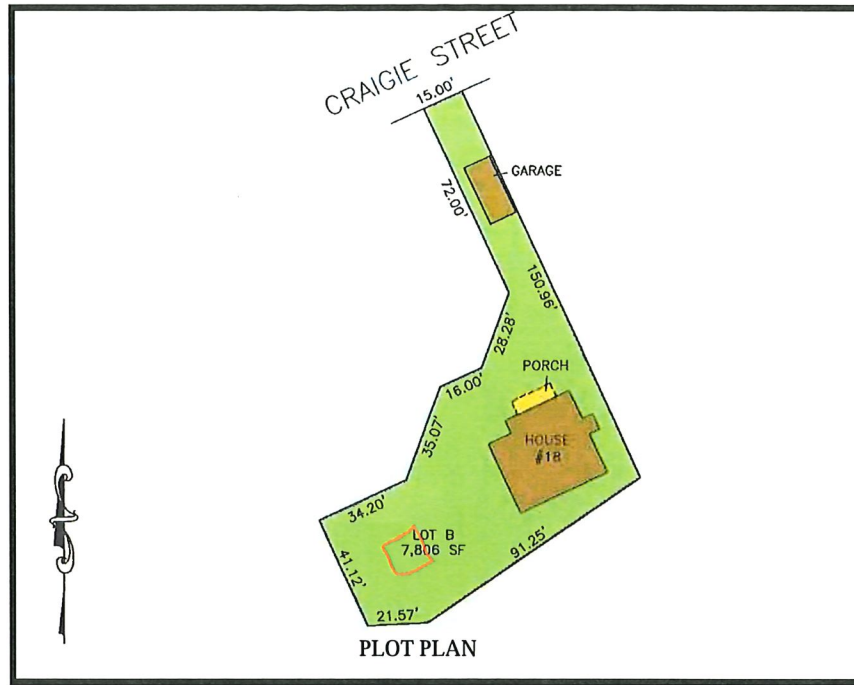 CRAIGIE STREET
15.00'
GARAGE
72.00'
150.96'
28.28'
PORCH
16.00'
35.07'
HOUSE
#18
34.20'
LOT B
7,806 SF
41.12'
91.25'
21.57'
PLOT PLAN